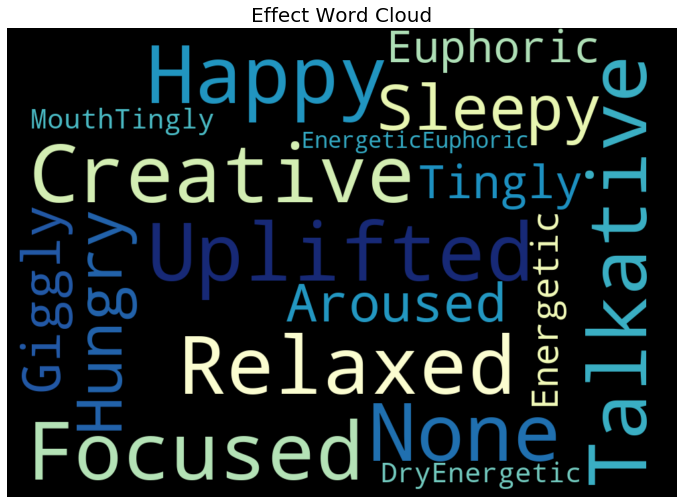 Effect Word Cloud
Euphoric
Happy
Sleepy
MouthTingly
EnergeticEuphoric
Creative
Tingly
Talkative
Giggly
Hungry
Uplifted
Energetic
Aroused
Relaxed
None
Focused
DryEnergetic